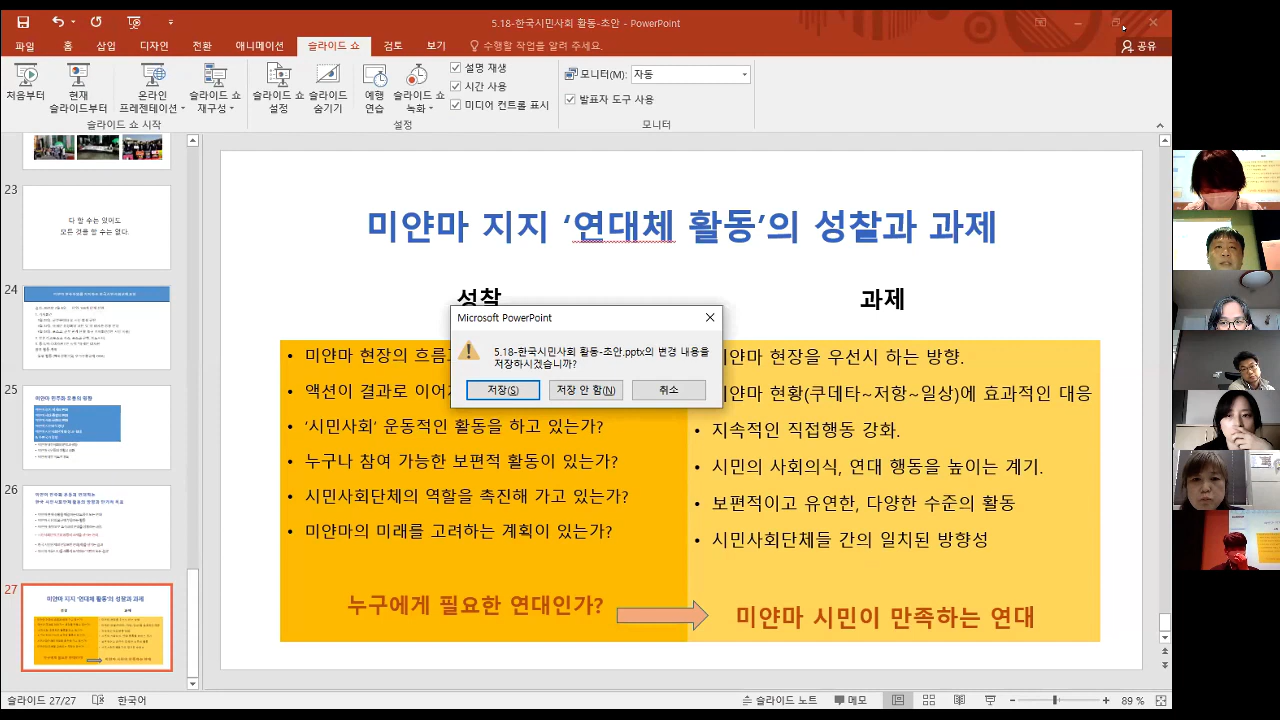 5.18-한국시민사회 활동-초안 - PowerPoint
파일 홈 삽입 디자인 전환 애니메이션 슬라이드 쇼 검토 보기 수행할 작업을 알려 주세요. 공유
처음부터 현재 슬라이드부터 온라인 프레젠테이션 슬라이드 쇼 재구성
슬라이드 쇼 시작
슬라이드 쇼 설정 슬라이드 숨기기 예행 연습 슬라이드 쇼 녹화
설명 재생
시간 사용
미디어 컨트롤 표시
설정
모니터(M): 자동
발표자 도구 사용
모니터
23
다 할 수는 있어도
모든 것을 할 수는 없다.
24
25
26
27
미얀마 지지 '연대체 활동'의 성찰과 과제
미얀마 지지 ‘연대체 활동’의 성찰과 과제
성찰
• 미얀마 현장의 흐름
• 액션이 결과로
• ‘시민사회’ 운동적인 활동을 하고 있는가?
• 누구나 참여 가능한 보편적 활동이 있는가?
• 시민사회단체의 역할을 촉진해 가고 있는가?
• 미얀마의 미래를 고려하는 계획이 있는가?
누구에게 필요한 연대인가?
과제
현장을 우선시 하는 방향.
현황(쿠데타~저항~일상)에 효과적인 대응
• 지속적인 직접행동 강화.
• 시민의 사회의식, 연대 행동을 높이는 계기.
• 보편적이고 유연한, 다양한 수준의 활동
• 시민사회단체들 간의 일치된 방향성
미얀마 시민이 만족하는 연대
Microsoft PowerPoint
5.18-한국시민사회 활동-초안.pptx의 변경 내용을
저장하시겠습니까?
저장(S) 저장 안 함(N) 취소
슬라이드 27/27 한국어 슬라이드 노트 메모 89 %